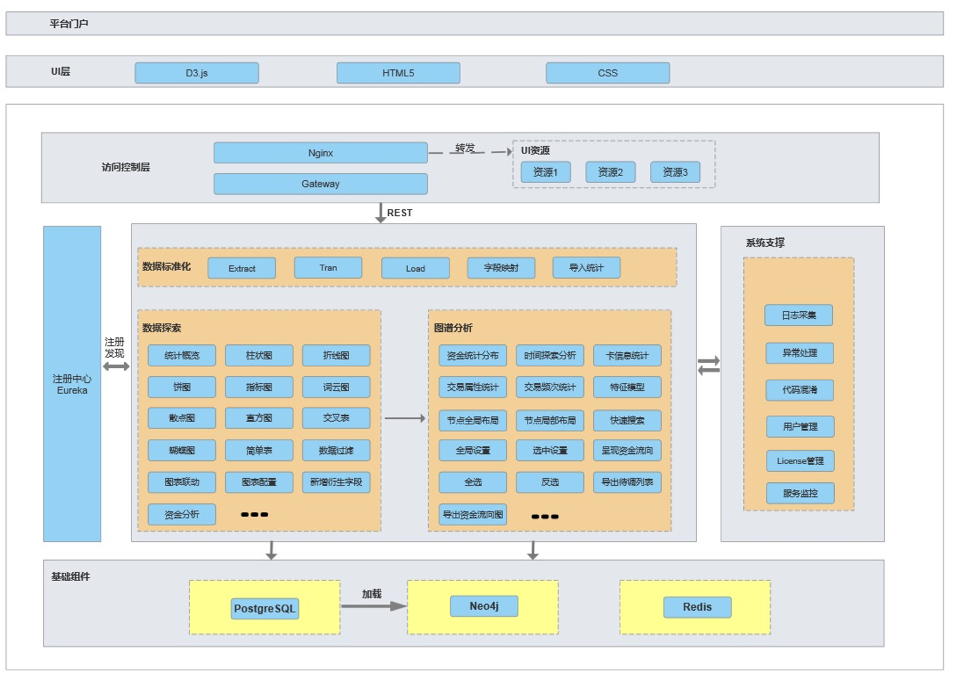 平台门户
UI层
D3.js
HTML5
CSS
访问控制层
Nginx
Gateway
转发
UI资源
资源1
资源2
资源3
REST
注册中心
Eureka
注册
发现
数据标准化
Extract
Tran
Load
字段映射
导入统计
数据探索
统计概览
柱状图
折线图
饼图
指标图
词云图
散点图
直方图
交叉表
蝴蝶图
简单表
数据过滤
图表联动
图表配置
新增衍生字段
资金分析
图谱分析
资金统计分布
时间探索分析
卡信息统计
交易属性统计
交易频次统计
特征模型
节点全局布局
节点局部布局
快速搜索
全局设置
选中设置
呈现资金流向
全选
反选
导出待调列表
导出资金流向图
系统支撑
日志采集
异常处理
代码混淆
用户管理
License管理
服务监控
基础组件
PostgreSQL
加载
Neo4j
Redis